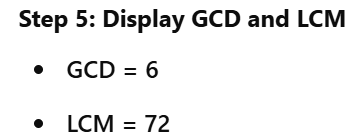 Step 5: Display GCD and LCM
• GCD = 6
• LCM = 72